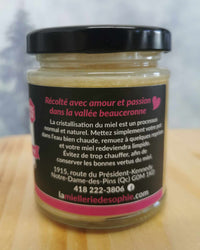 Récolté avec amour et passion
dans la vallée beauceronne
La cristallisation du miel est un processus
normal et naturel. Mettez simplement votre pot
dans l'eau bien chaude, remuez à quelques reprises
et votre miel redeviendra limpide.
Évitez de trop chauffer, afin de
conserver les bonnes vertus du miel.
1915, route du Président-Kennedy
Notre-Dame-des-Pins (Qc) G0M 1K0
418 222-3806
lamielleriedesophie.com